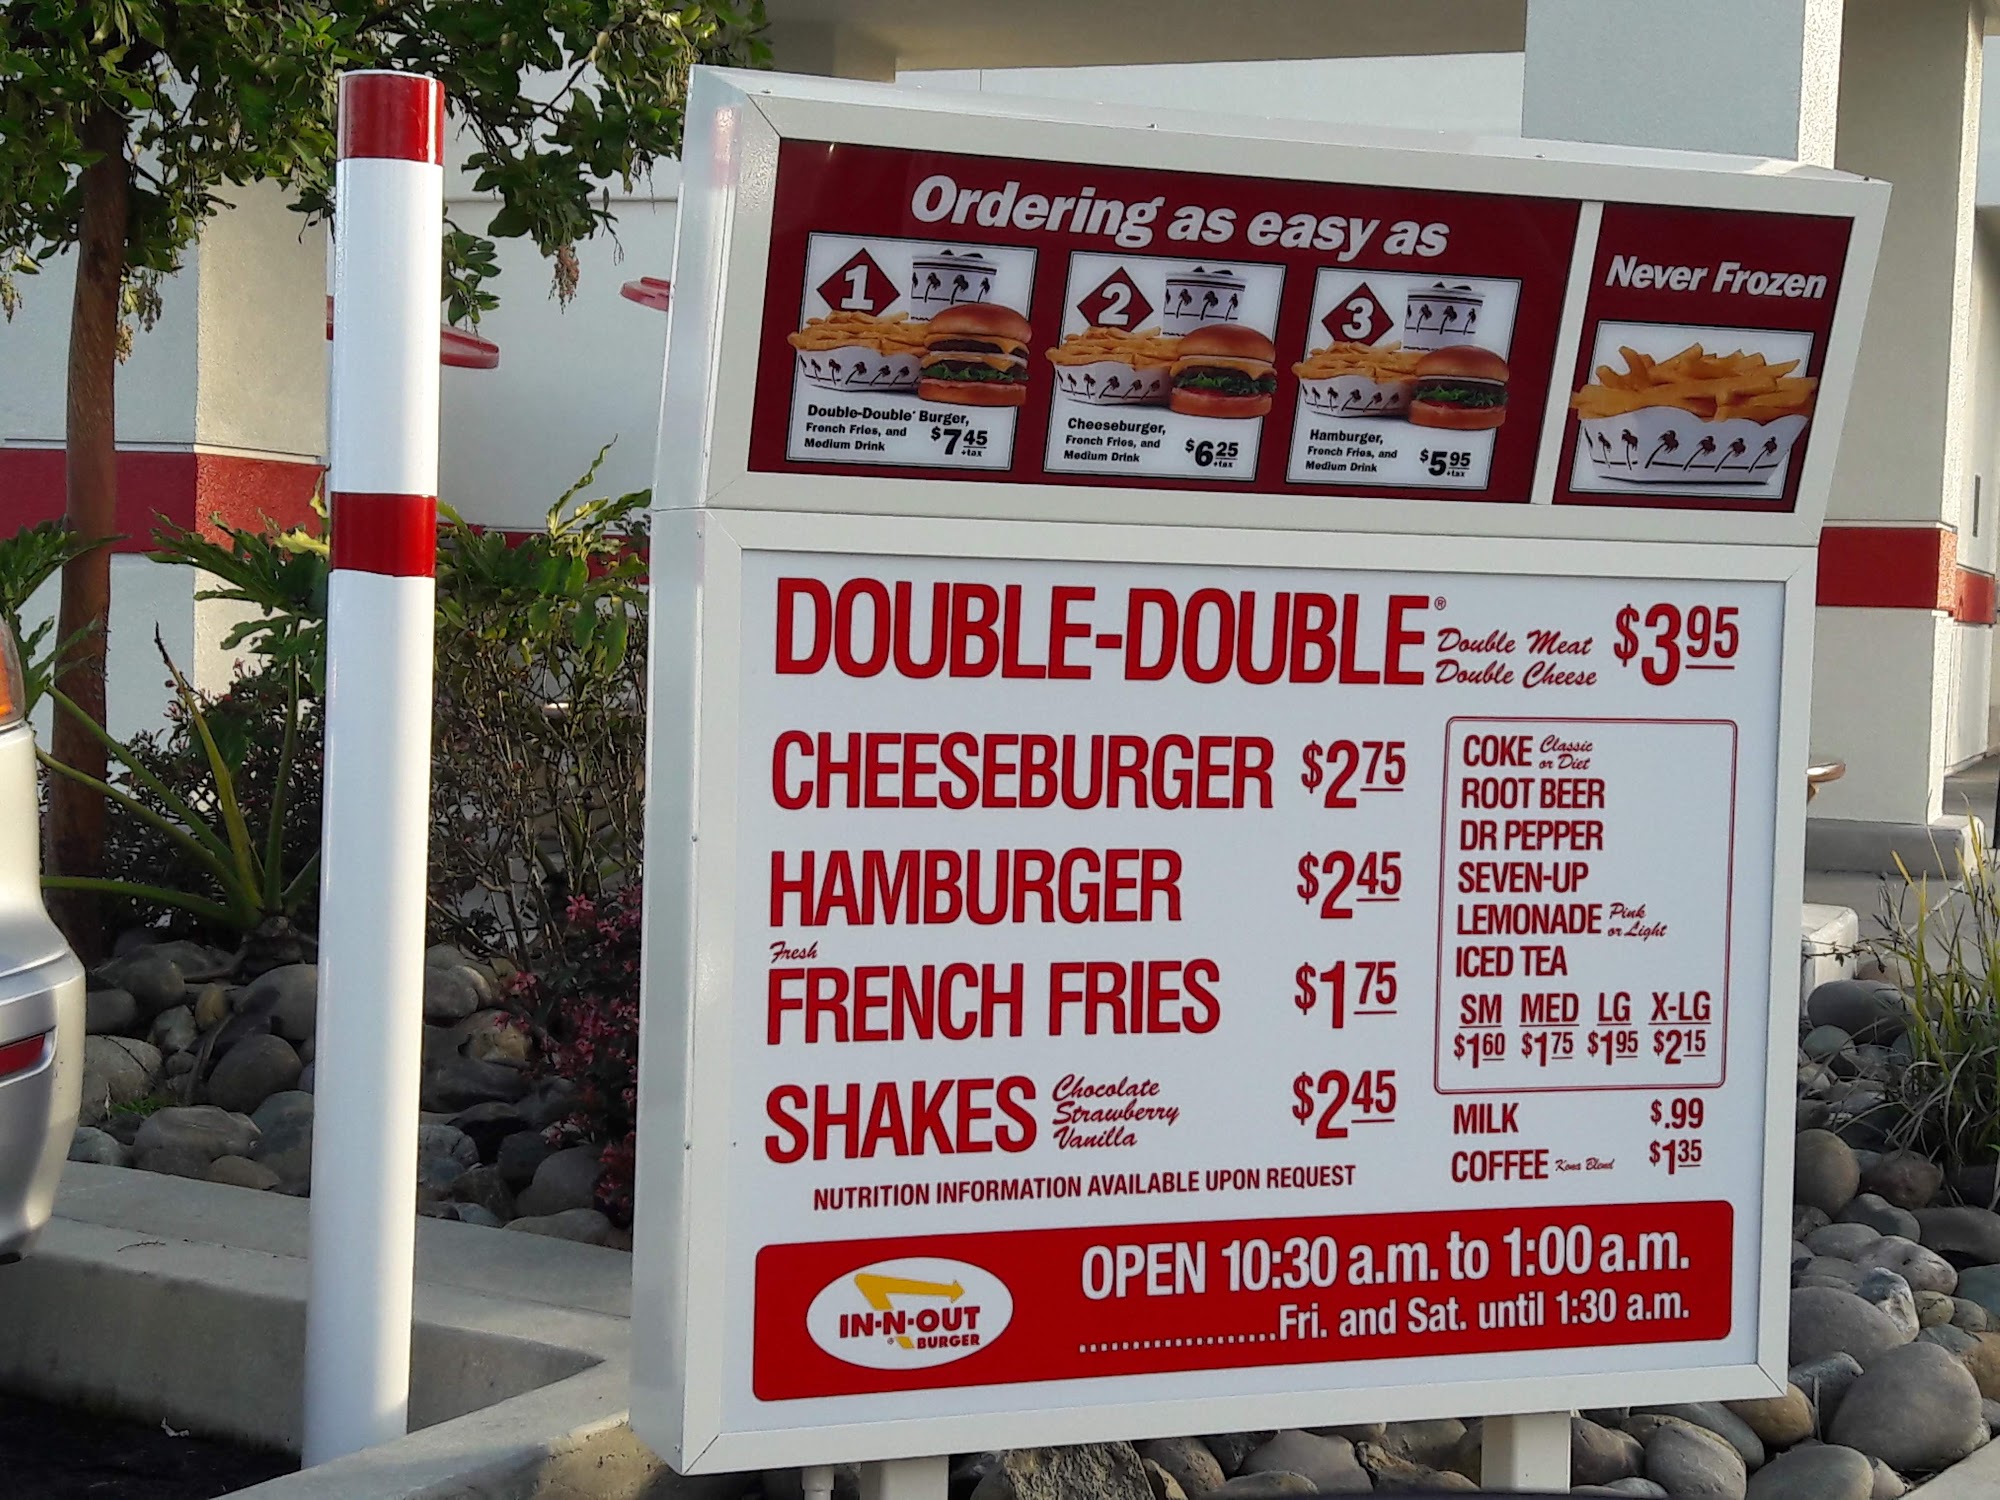 Ordering as easy as
1
Double-Double® Burger,
French Fries, and
Medium Drink
$7.45
+tax
2
Cheeseburger,
French Fries, and
Medium Drink
$6.25
+tax
3
Hamburger,
French Fries, and
Medium Drink
$5.95
+tax
Never Frozen
DOUBLE-DOUBLE® Double Meat Double Cheese $3.95
CHEESEBURGER $2.75
HAMBURGER $2.45
Fresh
FRENCH FRIES $1.75
SHAKES Chocolate Strawberry Vanilla $2.45
NUTRITION INFORMATION AVAILABLE UPON REQUEST
COKE Classic or Diet
ROOT BEER
DR PEPPER
SEVEN-UP
LEMONADE Pink or Light
ICED TEA
SM MED LG X-LG
$1.60 $1.75 $1.95 $2.15
MILK $.99
COFFEE Kona Blend $1.35
IN-N-OUT
® BURGER
OPEN 10:30 a.m. to 1:00 a.m.
...................Fri. and Sat. until 1:30 a.m.